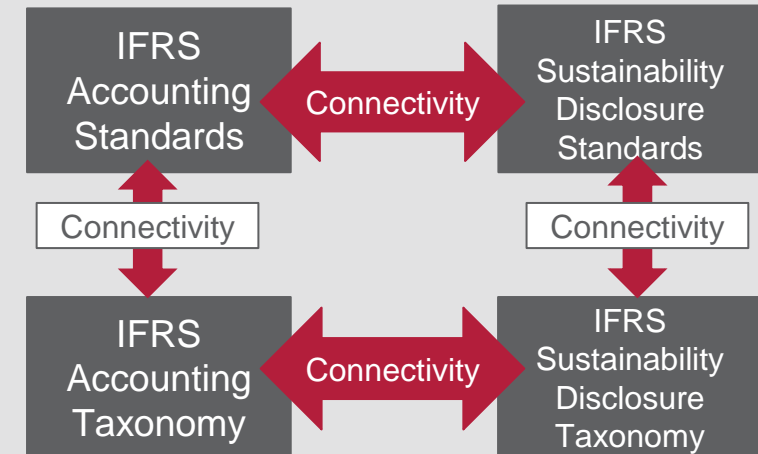 IFRS
Accounting
Standards
Connectivity
IFRS
Sustainability
Disclosure
Standards
Connectivity
Connectivity
IFRS
Accounting
Taxonomy
Connectivity
IFRS
Sustainability
Disclosure
Taxonomy